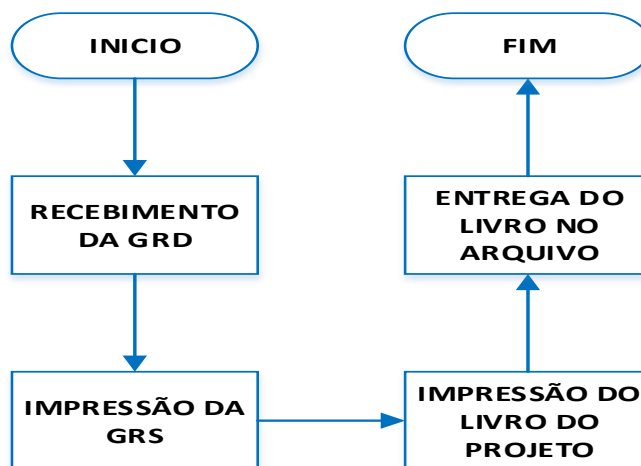 INICIO
RECEBIMENTO
DA GRD
IMPRESSÃO DA
GRS
IMPRESSÃO DO
LIVRO DO
PROJETO
ENTREGA DO
LIVRO NO
ARQUIVO
FIM